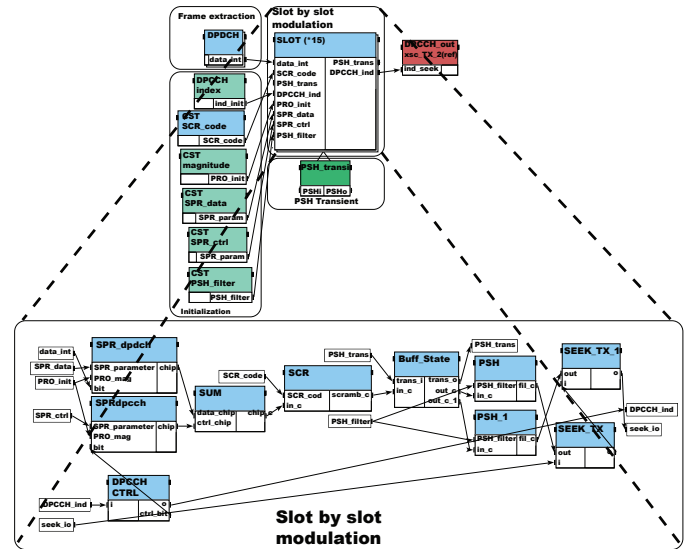 Frame extraction
DPDCH
data_int
Slot by slot
modulation
SLOT (*15)
data_int
SCR_code
PSH_trans
DPCCH_ind
PRO_init
SPR_data
SPR_ctrl
PSH_filter
PSH_trans
DPCCH_ind
DPCCH_out
xsc_TX_2(ref)
ind_seek
DPCCH
index
ind_init
CST
SCR_code
SCR_code
CST
magnitude
PRO_init
CST
SPR_data
SPR_param
CST
SPR_ctrl
SPR_param
CST
PSH_filter
PSH_filter
Initialization
PSH_transi
PSHi PSHo
PSH Transient
data_int
SPR_data
PRO_init
SPR_ctrl
SPR_dpdch
SPR_parameter chip
PRO_mag
bit
SPRdpcch
SPR_parameter chip
PRO_mag
bit
SUM
data_chip chip_c
ctrl_chip
SCR_code
SCR
SCR_cod scramb_c
in_c
PSH_trans
PSH_filter
Buff_State
trans_i trans_o
in_c out_c
out_c_1
PSH_trans
PSH
PSH_filter fil_c
in_c
PSH_1
PSH_filter fil_c
in_c
SEEK_TX_1
out o
i
SEEK_TX
out o
i
DPCCH_ind
seek_io
DPCCH
CTRL
i o
ctrl-bit
DPCCH_ind
seek_io
Slot by slot
modulation